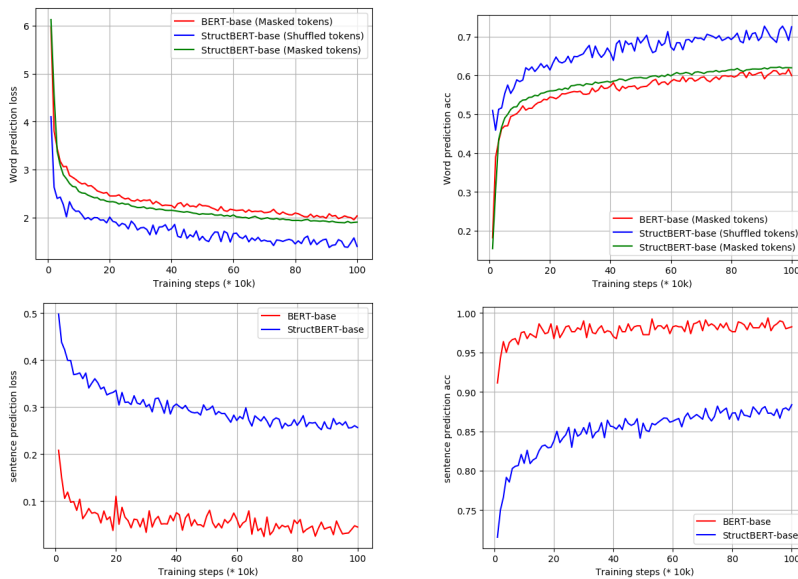 Word prediction loss
6
5
4
3
2
0
20
40
60
80
100
Training steps (* 10k)
BERT-base (Masked tokens)
StructBERT-base (Shuffled tokens)
StructBERT-base (Masked tokens)
Word prediction acc
0.7
0.6
0.5
0.4
0.3
0.2
0
20
40
60
80
100
Training steps (* 10k)
BERT-base (Masked tokens)
StructBERT-base (Shuffled tokens)
StructBERT-base (Masked tokens)
sentence prediction loss
0.5
0.4
0.3
0.2
0.1
0
20
40
60
80
100
Training steps (* 10k)
BERT-base
StructBERT-base
sentence prediction acc
1.00
0.95
0.90
0.85
0.80
0.75
0
20
40
60
80
100
Training steps (* 10k)
BERT-base
StructBERT-base